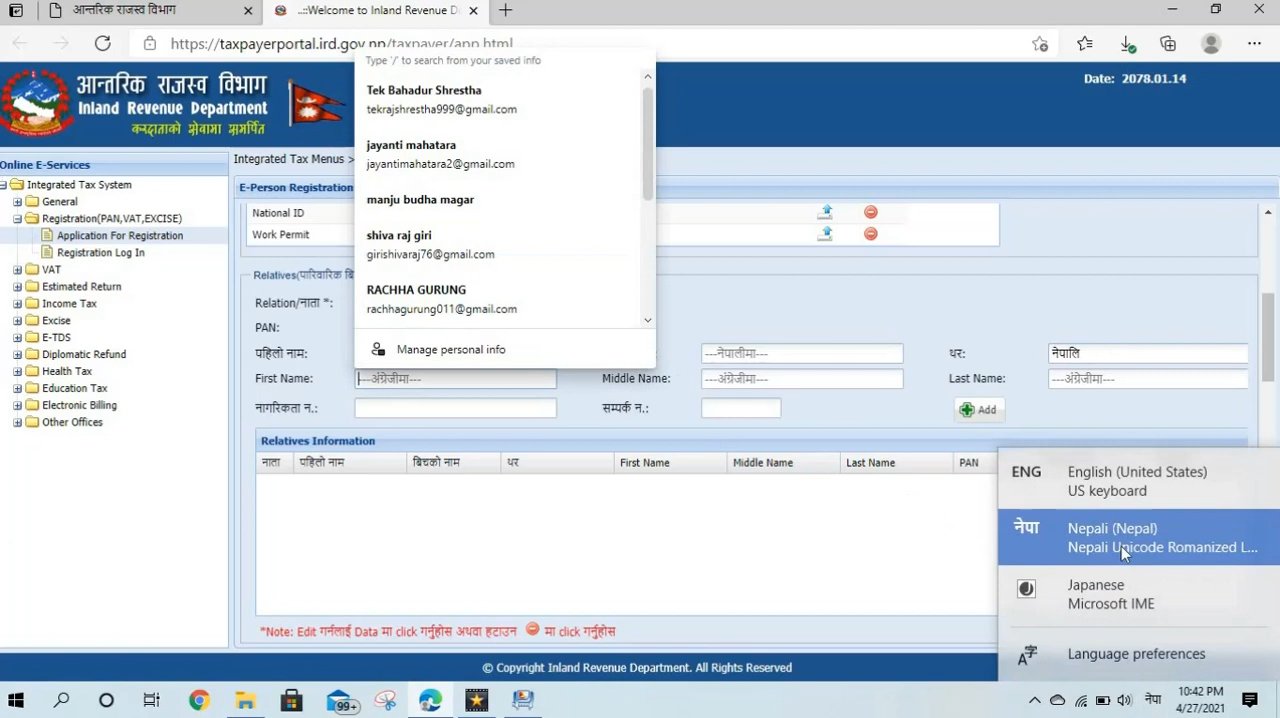 आन्तरिक राजस्व विभाग
..::Welcome to Inland Revenue D
https://taxpayerportal.ird.gov.np/taxpayer/app.html
आन्तरिक राजस्व विभाग
Inland Revenue Department
करदाताको सेवामा समर्पित
Date: 2078.01.14
Online E-Services
Integrated Tax System
General
Registration(PAN,VAT,EXCISE)
Application For Registration
Registration Log In
VAT
Estimated Return
Income Tax
Excise
E-TDS
Diplomatic Refund
Health Tax
Education Tax
Electronic Billing
Other Offices
Integrated Tax Menus >
E-Person Registration
National ID
Work Permit
Relatives(पारिवारिक बि
Relation/नाता *:
PAN:
पहिलो नाम:
---नेपालीमा---
थर:
नेपालि
First Name:
---अंग्रेजीमा---
Middle Name:
---अंग्रेजीमा---
Last Name:
---अंग्रेजीमा---
नागरिकता न.:
सम्पर्क न.:
Add
Type '/' to search from your saved info
Tek Bahadur Shrestha
tekrajshrestha999@gmail.com
jayanti mahatara
jayantimahatara2@gmail.com
manju budha magar
shiva raj giri
girishivaraj76@gmail.com
RACHHA GURUNG
rachhagurung011@gmail.com
Manage personal info
Relatives Information
नाता पहिलो नाम बिचको नाम थर First Name Middle Name Last Name PAN
*Note: Edit गर्नलाई Data मा click गर्नुहोस अथवा हटाउन मा click गर्नुहोस
ENG English (United States)
US keyboard
नेपा Nepali (Nepal)
Nepali Unicode Romanized L...
Japanese
Microsoft IME
Language preferences
© Copyright Inland Revenue Department. All Rights Reserved
99+
नेपा
10:42 PM
4/27/2021